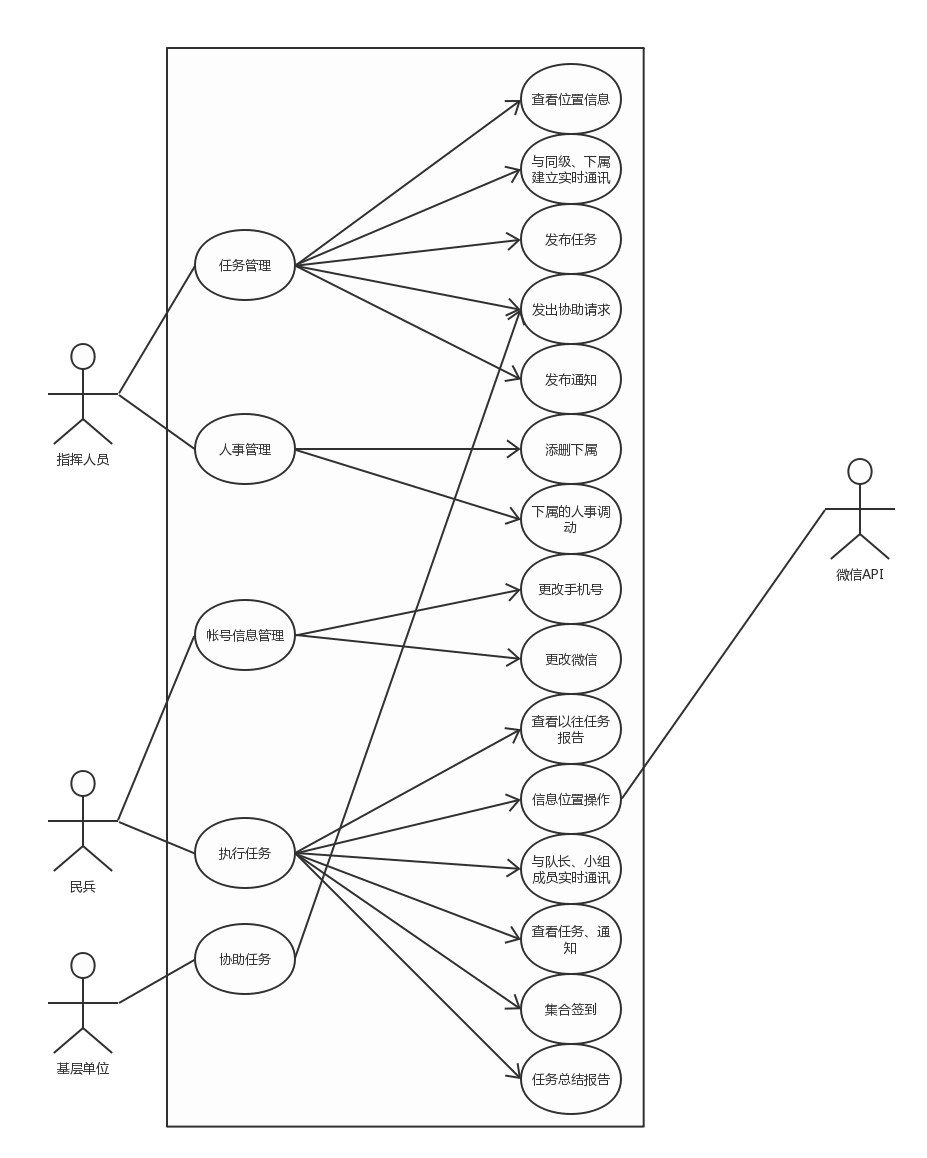 查看位置信息
与同级、下属
建立实时通讯
发布任务
任务管理
发出协助请求
发布通知
指挥人员
人事管理
添删下属
下属的人事调
动
微信API
更改手机号
帐号信息管理
更改微信
查看以往任务
报告
信息位置操作
执行任务
与队长、小组
成员实时通讯
民兵
查看任务、通
知
协助任务
集合签到
基层单位
任务总结报告